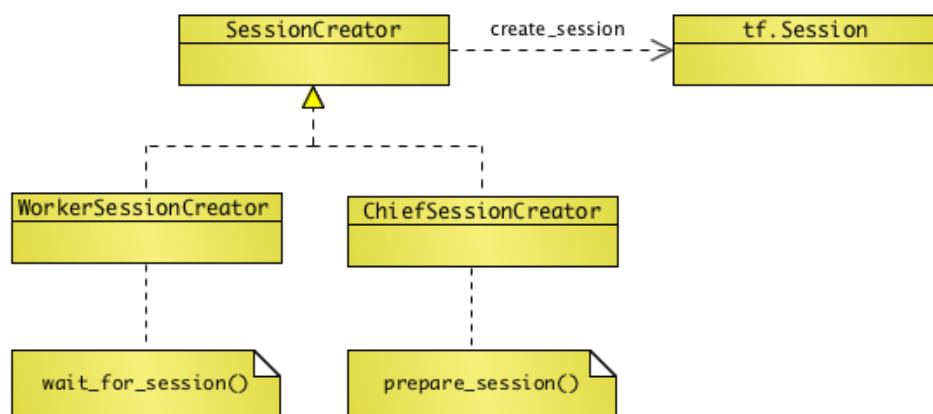 SessionCreator
create_session
tf.Session
WorkerSessionCreator
ChiefSessionCreator
wait_for_session()
prepare_session()